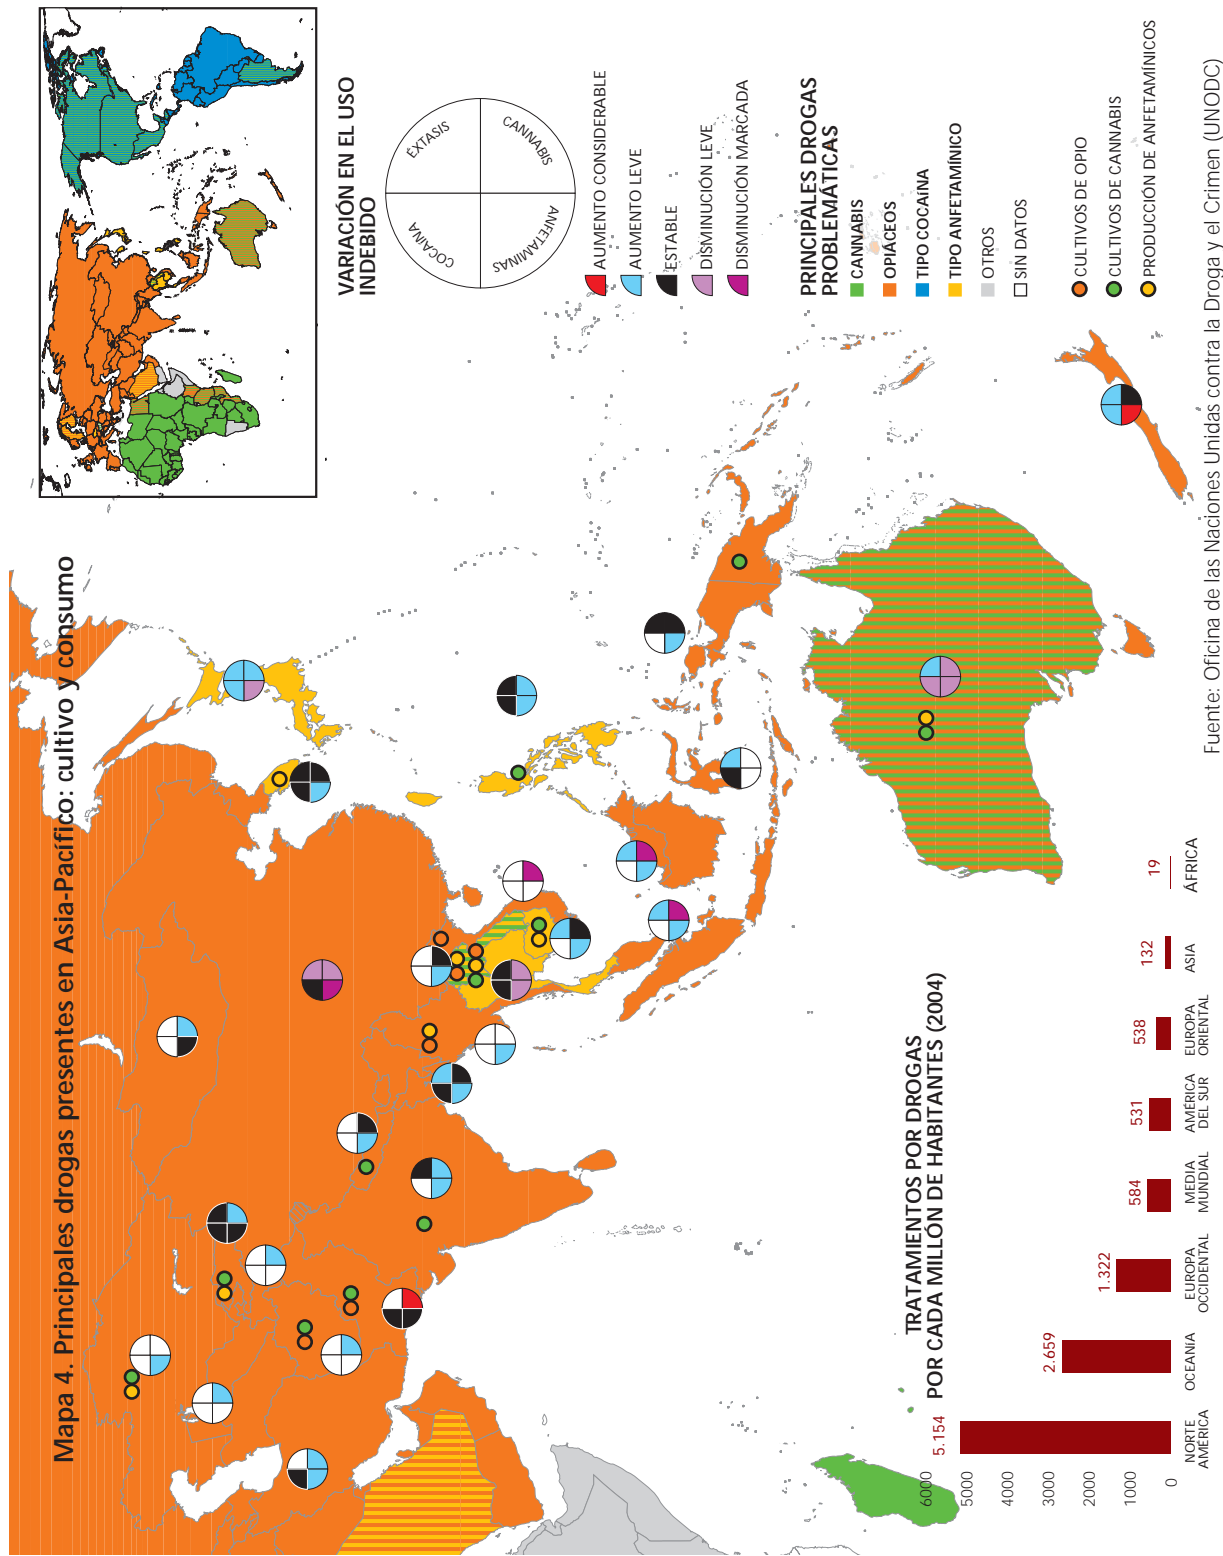 Mapa 4. Principales drogas presentes en Asia-Pacífico: cultivo y consumo
VARIACIÓN EN EL USO
INDEBIDO
COCAINA
ÉXTASIS
ANFETAMINAS
CANNABIS
AUMENTO CONSIDERABLE
AUMENTO LEVE
ESTABLE
DISMINUCIÓN LEVE
DISMINUCIÓN MARCADA
PRINCIPALES DROGAS
PROBLEMÁTICAS
CANNABIS
OPIÁCEOS
TIPO COCAÍNA
TIPO ANFETAMÍNICO
OTROS
SIN DATOS
CULTIVOS DE OPIO
CULTIVOS DE CANNABIS
PRODUCCIÓN DE ANFETAMÍNICOS
TRATAMIENTOS POR DROGAS
POR CADA MILLÓN DE HABITANTES (2004)
6000
5000
4000
3000
2000
1000
0
5.154
2.659
1.322
584
531
538
132
19
NORTE
AMÉRICA
OCEANÍA
EUROPA
OCCIDENTAL
MEDIA
MUNDIAL
AMÉRICA
DEL SUR
EUROPA
ORIENTAL
ASIA
ÁFRICA
Fuente: Oficina de las Naciones Unidas contra la Droga y el Crimen (UNODC)